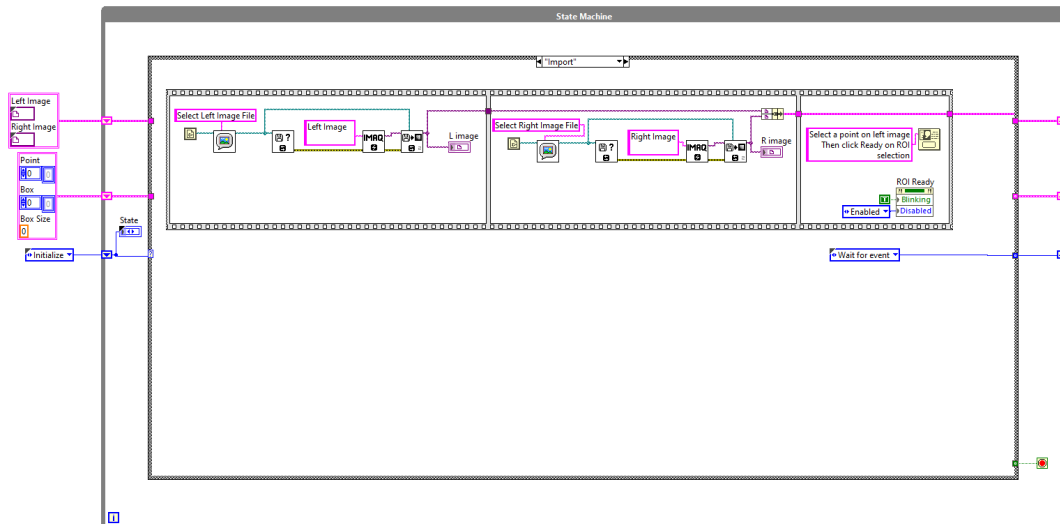 State Machine
"Import"
Left Image
Right Image
Point
0
0
Box
0
0
Box Size
0
State
Initialize
Select Left Image File
?
Left Image
IMAQ
L image
Select Right Image File
?
Right Image
IMAQ
R image
Select a point on left image
Then click Ready on ROI
selection
ROI Ready
T
Blinking
Enabled
Disabled
Wait for event
?
i